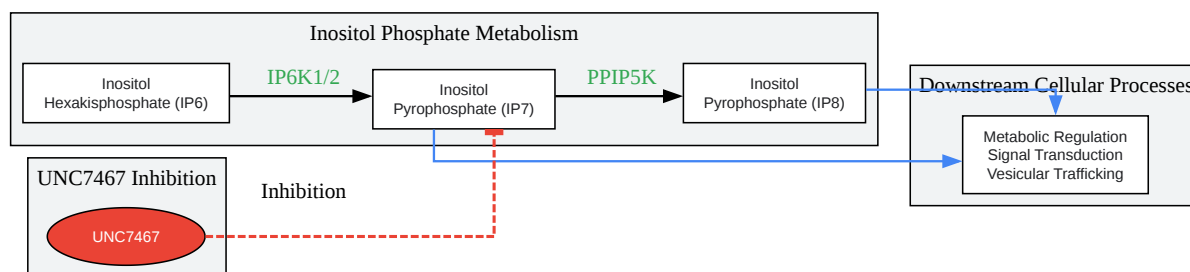 Inositol Phosphate Metabolism
Inositol
Hexakisphosphate (IP6)
IP6K1/2
Inositol
Pyrophosphate (IP7)
PPIP5K
Inositol
Pyrophosphate (IP8)
Downstream Cellular Processes
Metabolic Regulation
Signal Transduction
Vesicular Trafficking
UNC7467 Inhibition
UNC7467
Inhibition